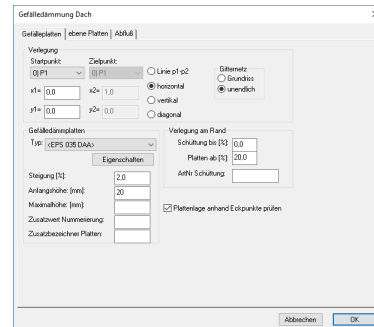 Gefälledämmung Dach
Gefälleplatten ebene Platten Abfluß
Verlegung
Startpunkt: Zielpunkt:
0| P1 0| P1
x1= 0,0 x2= 1,0
y1= 0,0 y2= 0,0
Linie p1-p2
horizontal
vertikal
diagonal
Gitternetz
Grundriss
unendlich
Gefälledämmplatten
Typ: <EPS 035 DAA>
Eigenschaften
Steigung [%]: 2,0
Anfangshöhe: [mm]: 20
Maximalhöhe: [mm]:
Zusatzwert Nummerierung:
Zusatzbezeichner Platten:
Verlegung am Rand
Schüttung bis [%]: 0,0
Platten ab [%]: 20,0
ArtNr Schüttung:
Plattenlage anhand Eckpunkte prüfen
Abbrechen OK